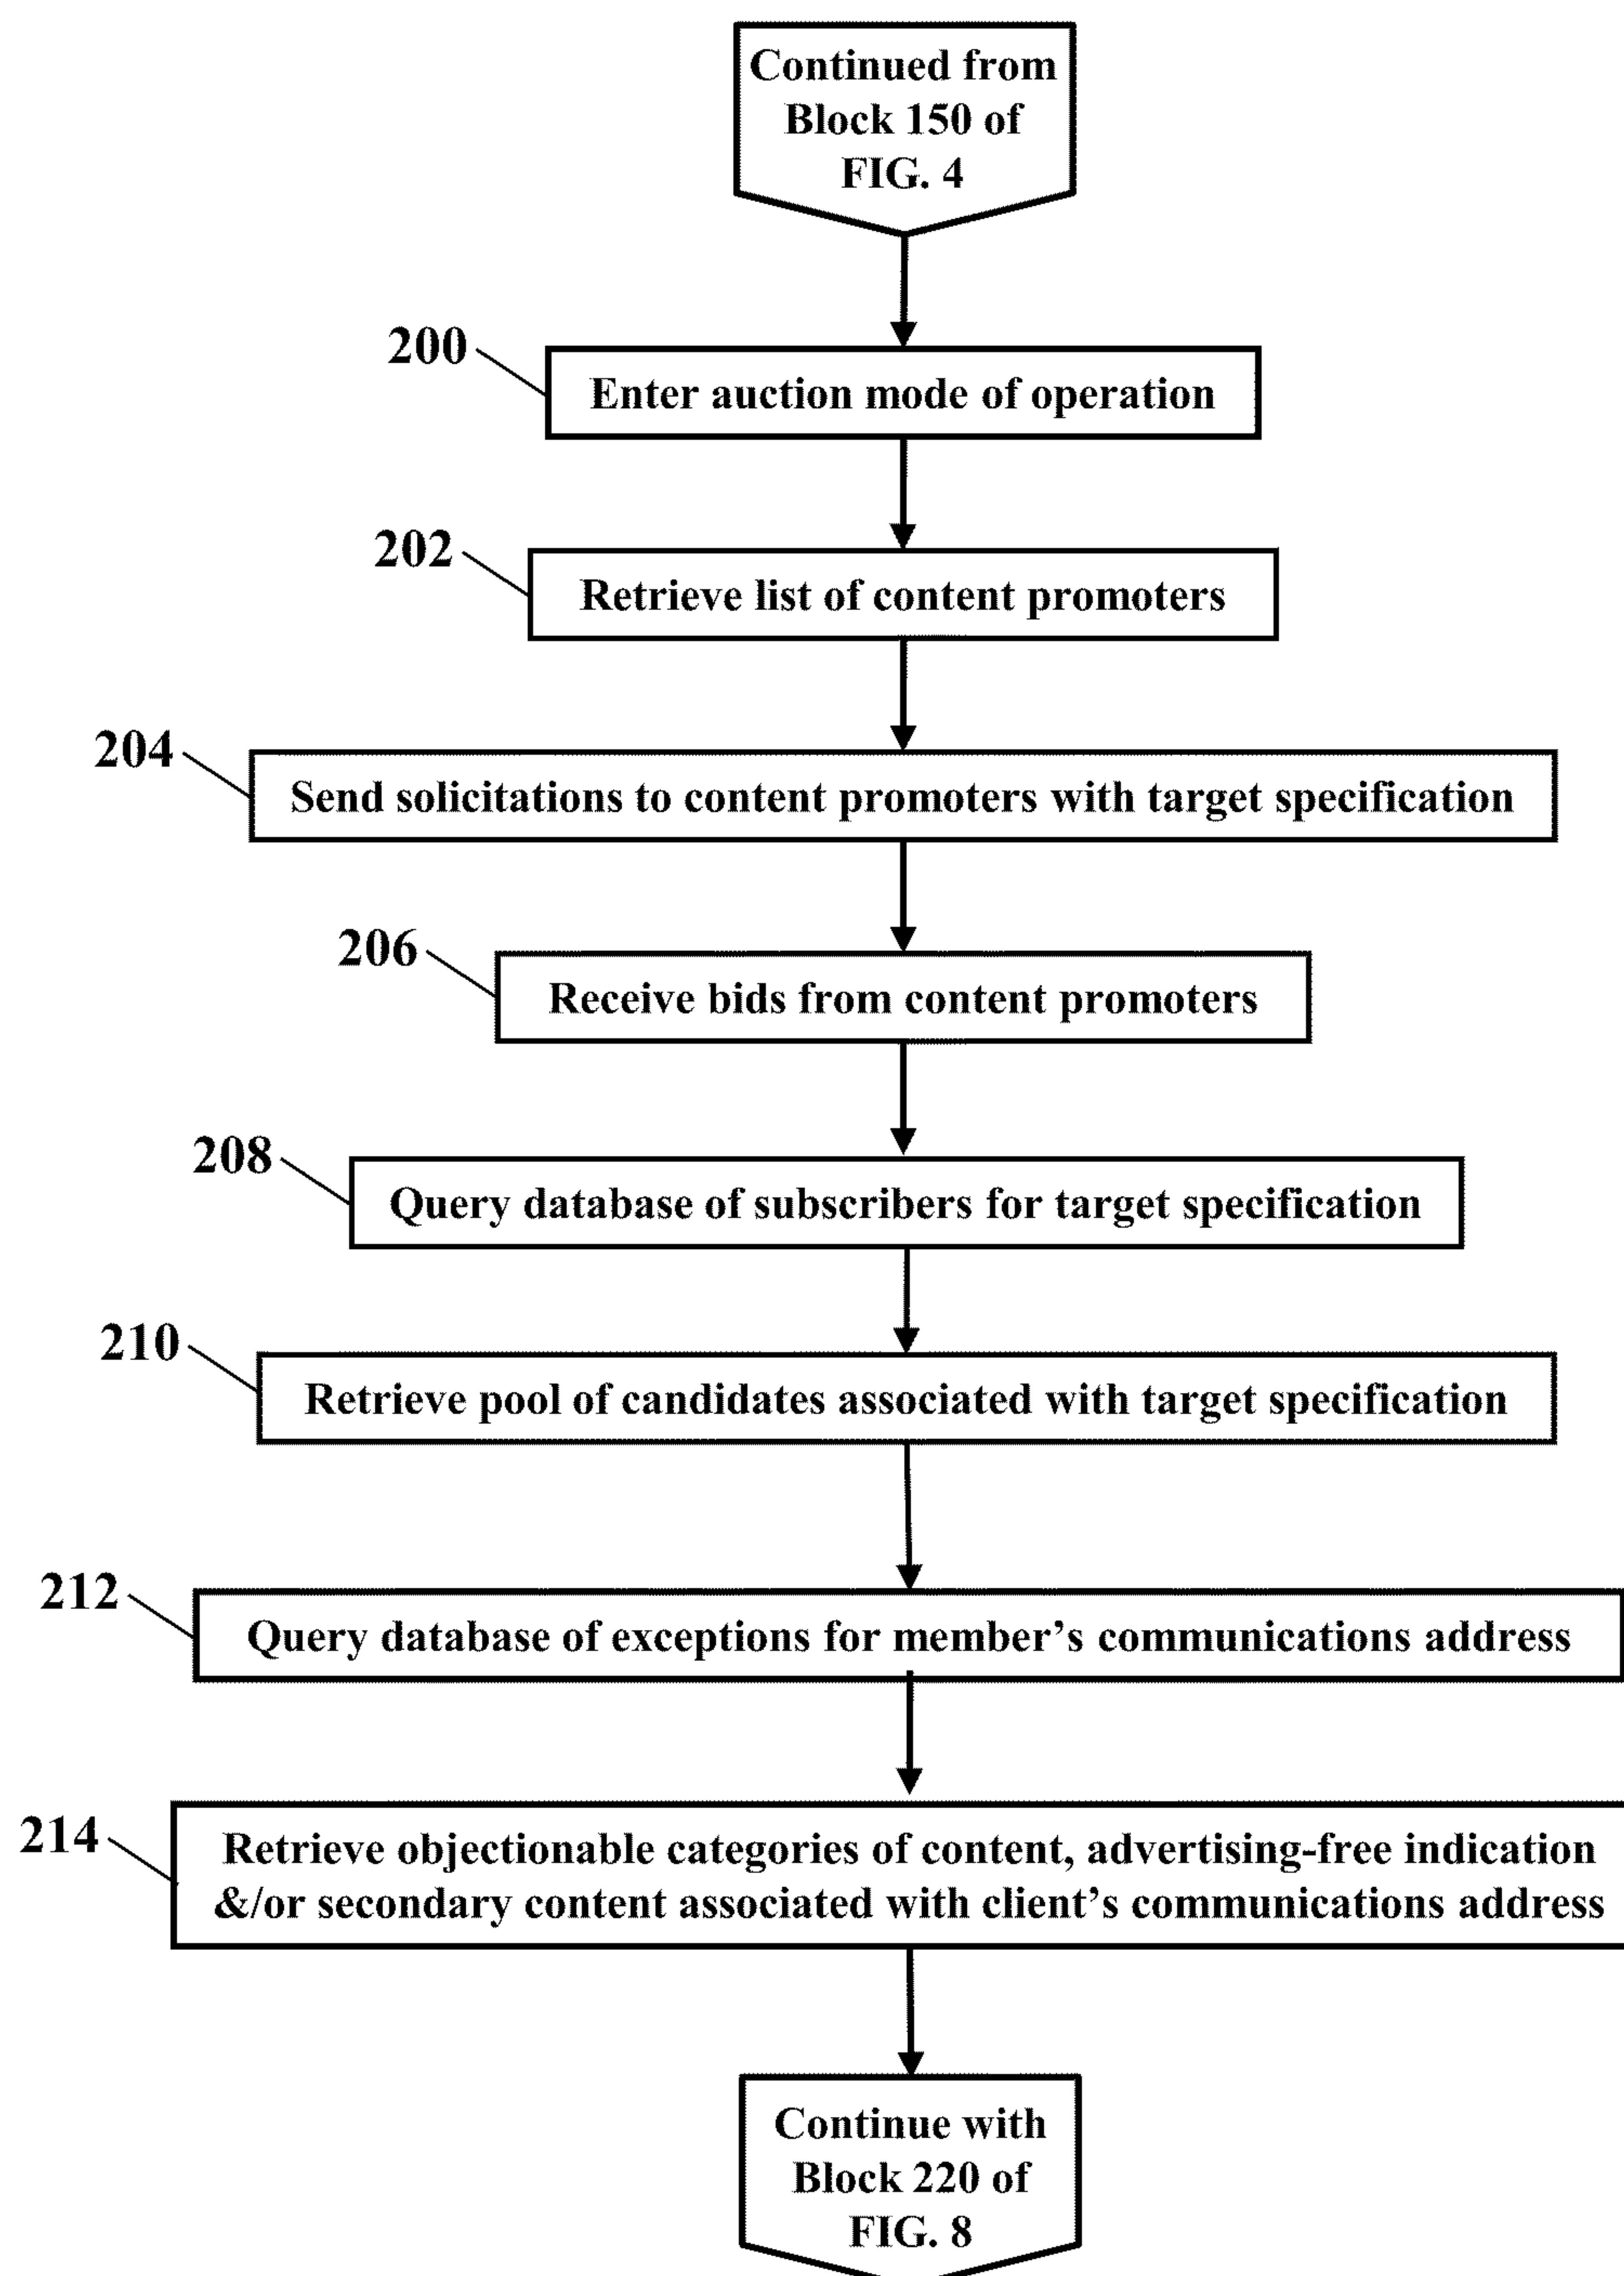 Continued from
Block 150 of
FIG. 4
200
Enter auction mode of operation
202
Retrieve list of content promoters
204
Send solicitations to content promoters with target specification
206
Receive bids from content promoters
208
Query database of subscribers for target specification
210
Retrieve pool of candidates associated with target specification
212
Query database of exceptions for member's communications address
214
Retrieve objectionable categories of content, advertising-free indication
&/or secondary content associated with client's communications address
Continue with
Block 220 of
FIG. 8